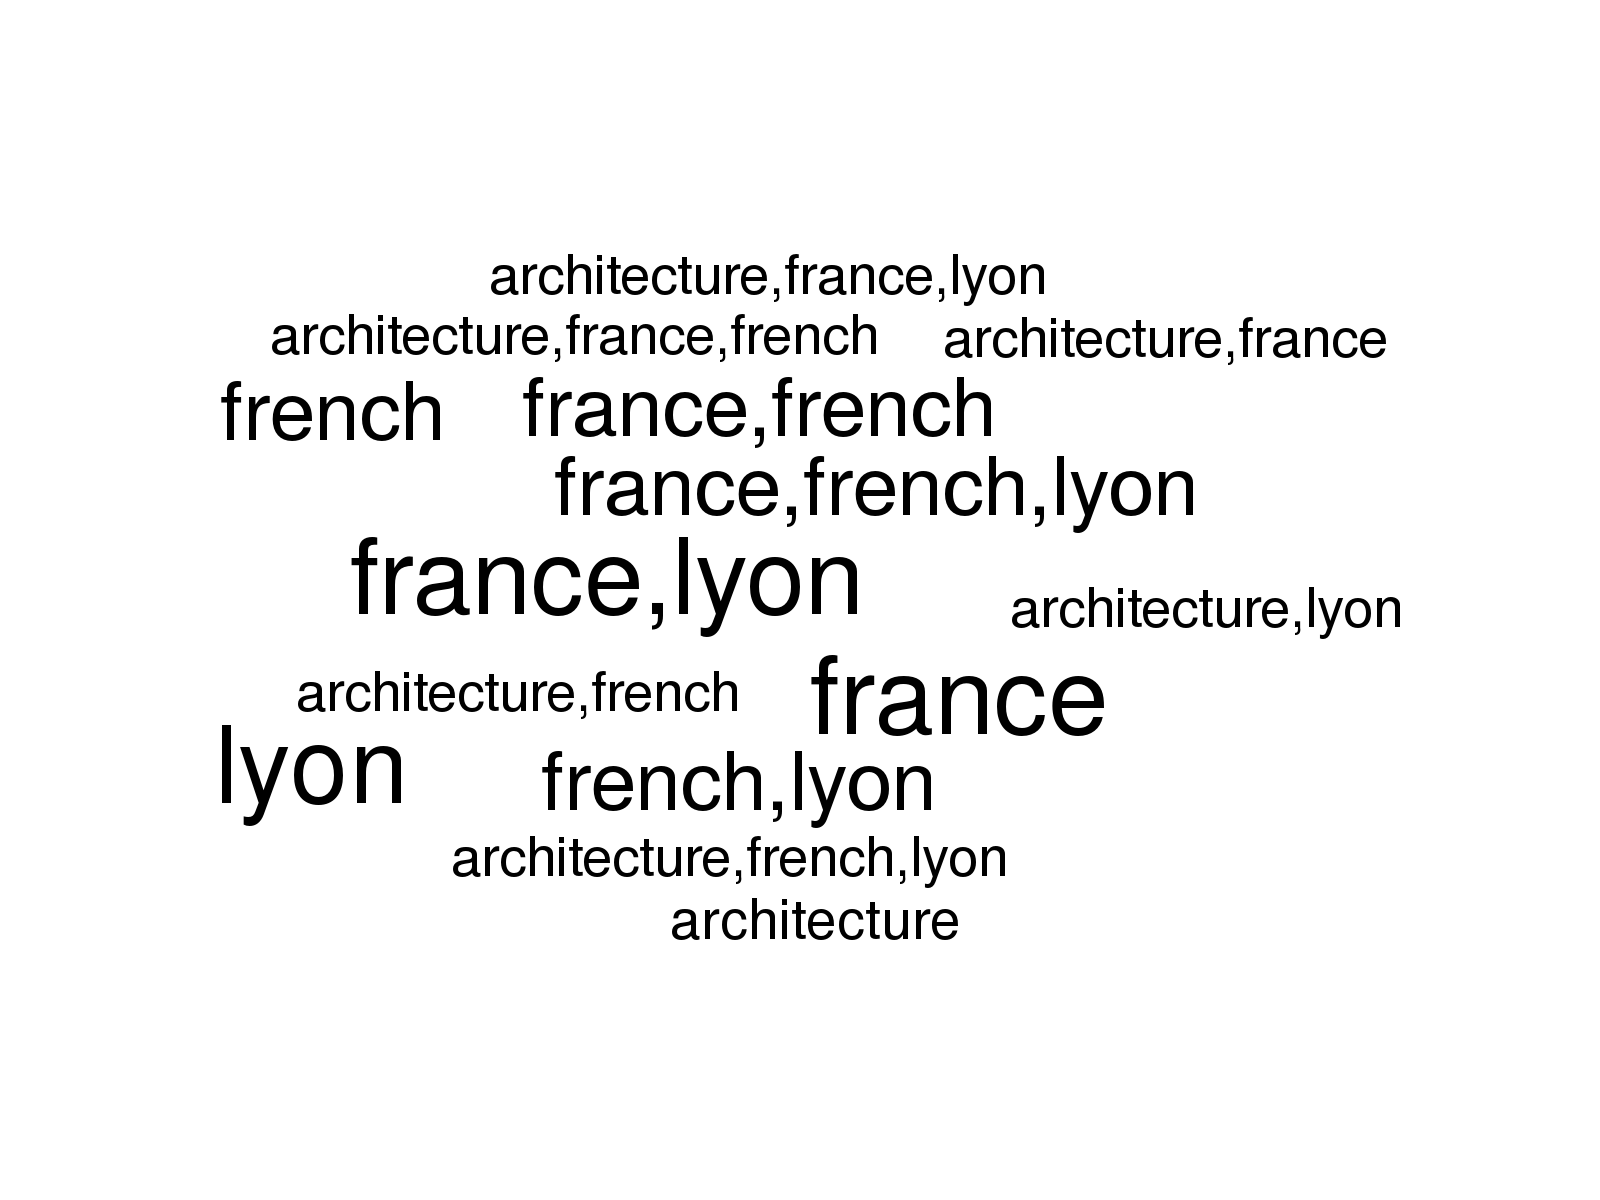 architecture,france,lyon
architecture,france,french
architecture,france
french
france,french
france,french,lyon
france,lyon
architecture,lyon
architecture,french
france
lyon
french,lyon
architecture,french,lyon
architecture